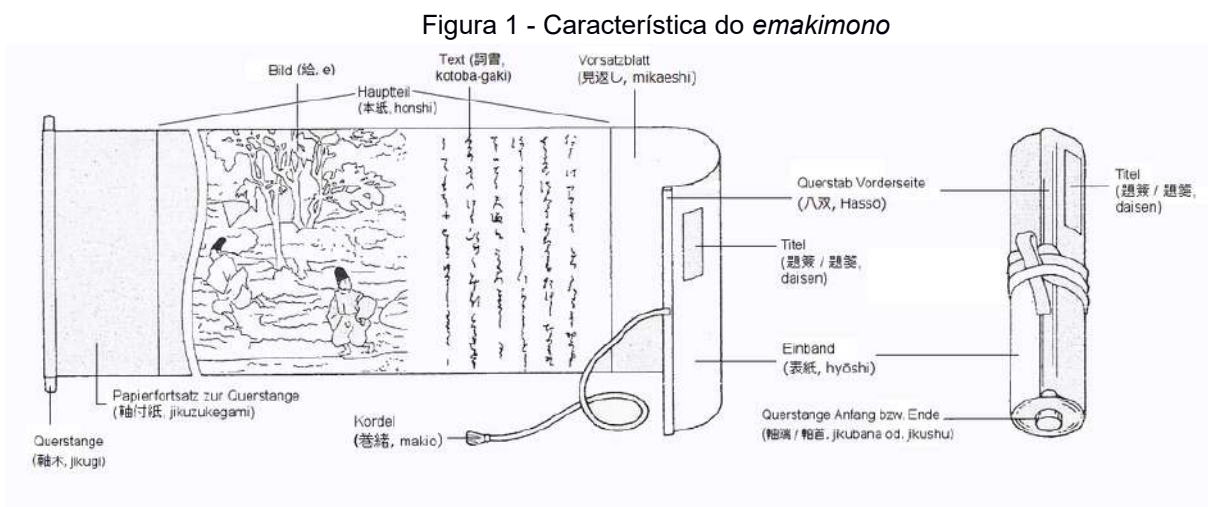 Figura 1 - Característica do emakimono
Bild (絵, e)
Text (詞書,
kotoba-gaki)
Vorsatzblatt
(見返し, mikaeshi)
Hauptteil
(本紙, honshi)
Querstab Vorderseite
(八双, Hassō)
Titel
(題簽 / 題箋,
daisen)
Titel
(題簽 / 題箋,
daisen)
Einband
(表紙, hyōshi)
Papierfortsatz zur Querstange
(軸付紙, jikuzukegami)
Kordel
(巻緒, makio)
Querstange Anfang bzw. Ende
(軸端 / 軸首, jikubana od. jikushu)
Querstange
(軸木, jikugi)